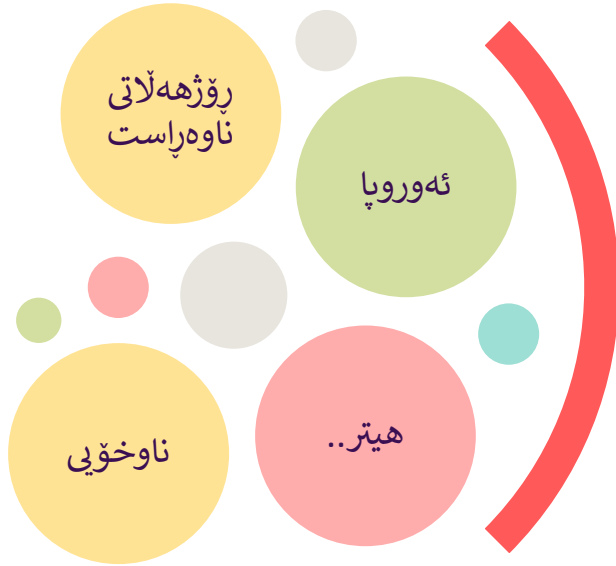 ڕۆژهەڵاتی
ناوەڕاست
ئەوروپا
هیتر..
ناوخۆیی